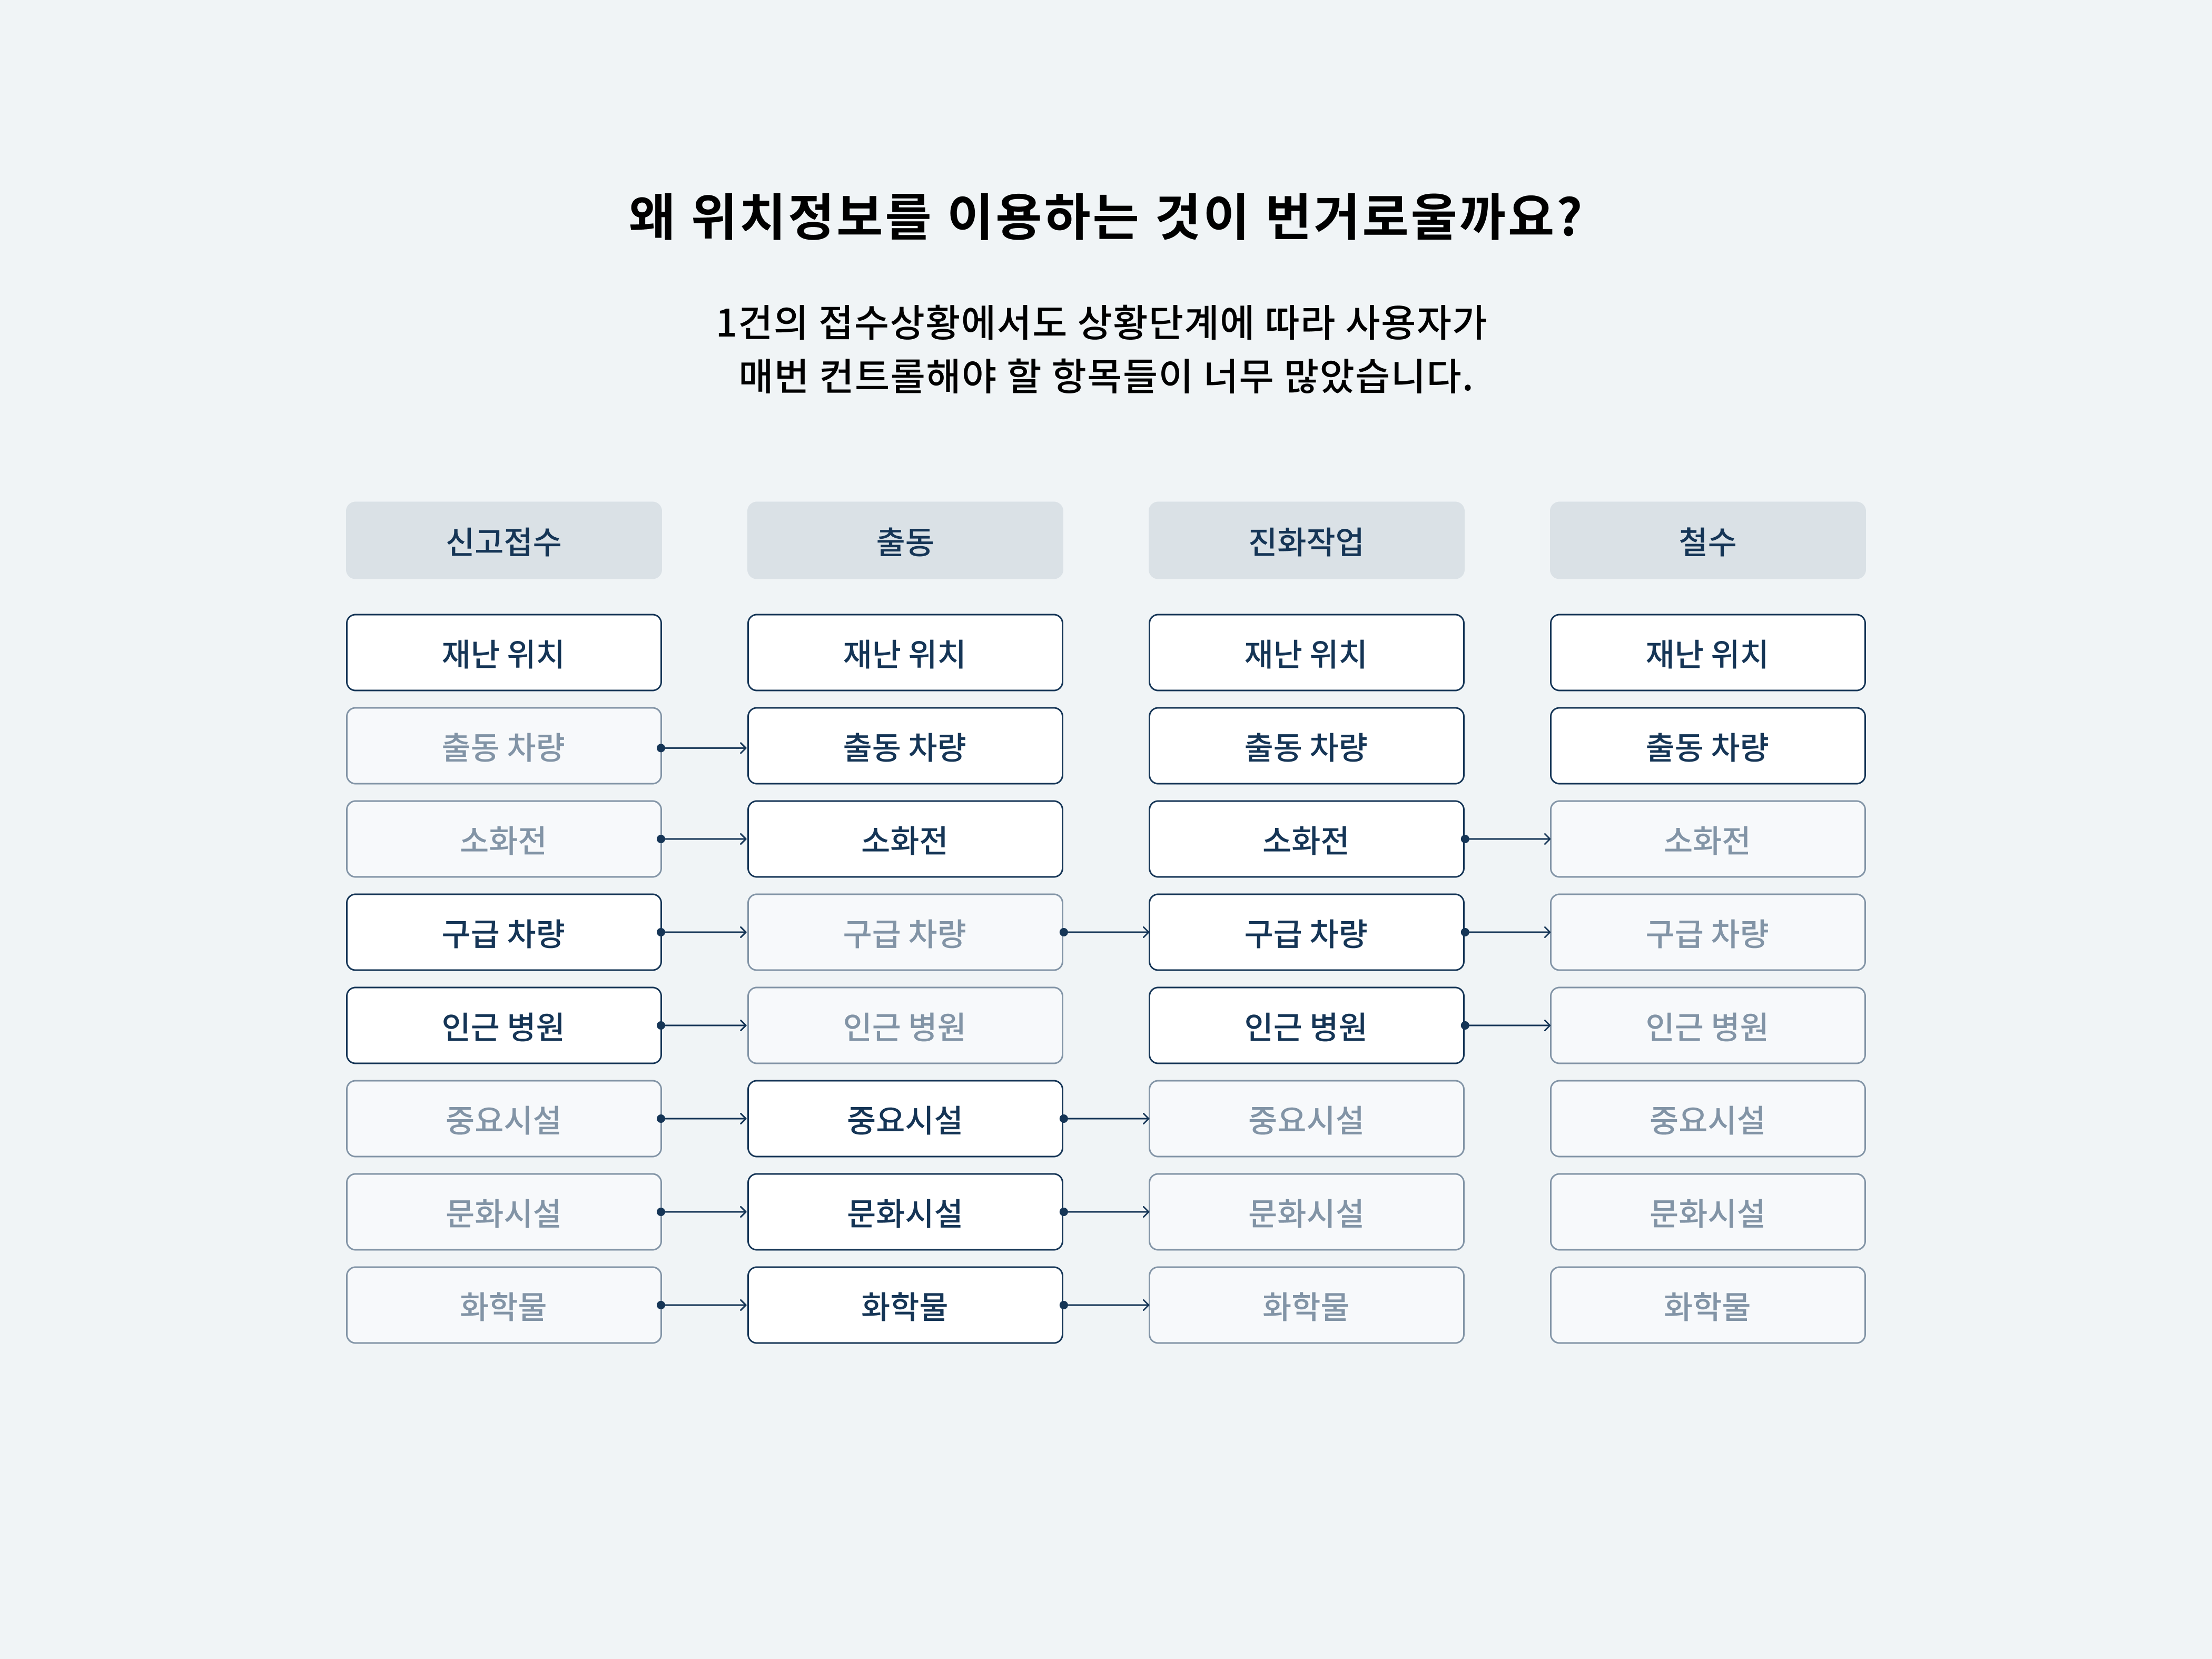 왜 위치정보를 이용하는 것이 번거로울까요?
1건의 접수상황에서도 상황단계에 따라 사용자가
매번 컨트롤해야 할 항목들이 너무 많았습니다.
신고접수 출동 진화작업 철수
재난 위치 재난 위치 재난 위치 재난 위치
출동 차량 출동 차량 출동 차량 출동 차량
소화전 소화전 소화전 소화전
구급 차량 구급 차량 구급 차량 구급 차량
인근 병원 인근 병원 인근 병원 인근 병원
중요시설 중요시설 중요시설 중요시설
문화시설 문화시설 문화시설 문화시설
화학물 화학물 화학물 화학물